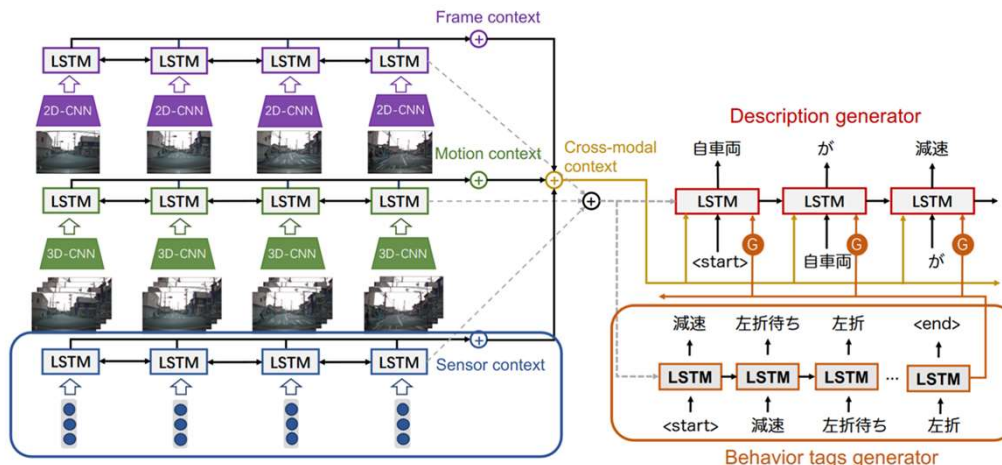 Frame context
LSTM LSTM LSTM LSTM
2D-CNN 2D-CNN 2D-CNN 2D-CNN
Motion context
Cross-modal
context
LSTM LSTM LSTM LSTM
3D-CNN 3D-CNN 3D-CNN 3D-CNN
Sensor context
LSTM LSTM LSTM LSTM
Description generator
自車両 が 減速
LSTM LSTM LSTM
G G G
<start> 自車両 が
減速 左折待ち 左折 <end>
LSTM LSTM LSTM ... LSTM
<start> 減速 左折待ち 左折
Behavior tags generator